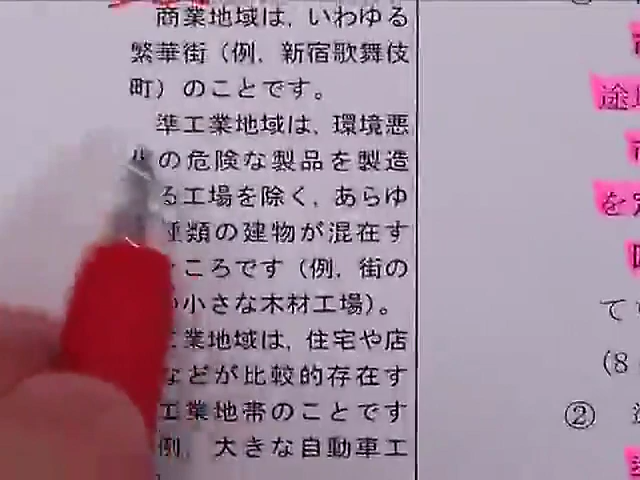 商業地域は、いわゆる
繁華街（例、新宿歌舞伎
町）のことです。
準工業地域は、環境悪
の危険な製品を製造
る工場を除く、あらゆ
種類の建物が混在す
ころです（例、街の
小さな木材工場）。
業地域は、住宅や店
などが比較的存在す
工業地帯のことです
例、大きな自動車工
途
を
て
(8
②